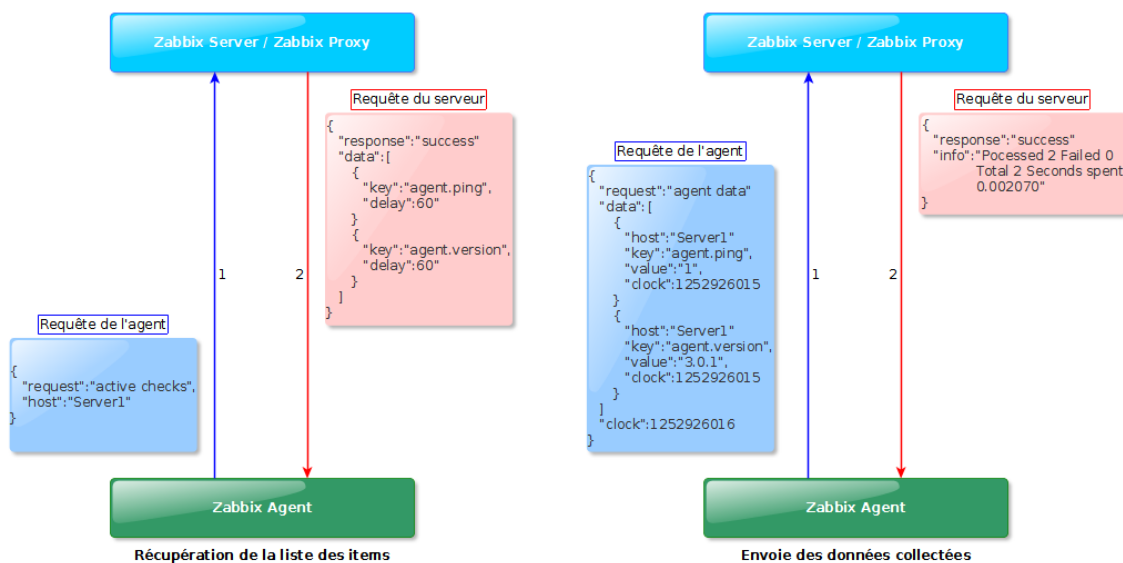 Zabbix Server / Zabbix Proxy
Requête du serveur
{
"response":"success"
"data":[
{
"key":"agent.ping",
"delay":60"
}
{
"key":"agent.version",
"delay":60"
}
]
}
1
2
Requête de l'agent
{
"request":"active checks",
"host":"Server1"
}
Zabbix Agent
Récupération de la liste des items
Zabbix Server / Zabbix Proxy
Requête du serveur
{
"response":"success"
"info":"Pocessed 2 Failed 0
Total 2 Seconds spent
0.002070"
}
Requête de l'agent
{
"request":"agent data"
"data":[
{
"host":"Server1"
"key":"agent.ping",
"value":"1",
"clock":1252926015
}
{
"host":"Server1"
"key":"agent.version",
"value":"3.0.1",
"clock":1252926015
}
]
"clock":1252926016
}
1
2
Zabbix Agent
Envoie des données collectées